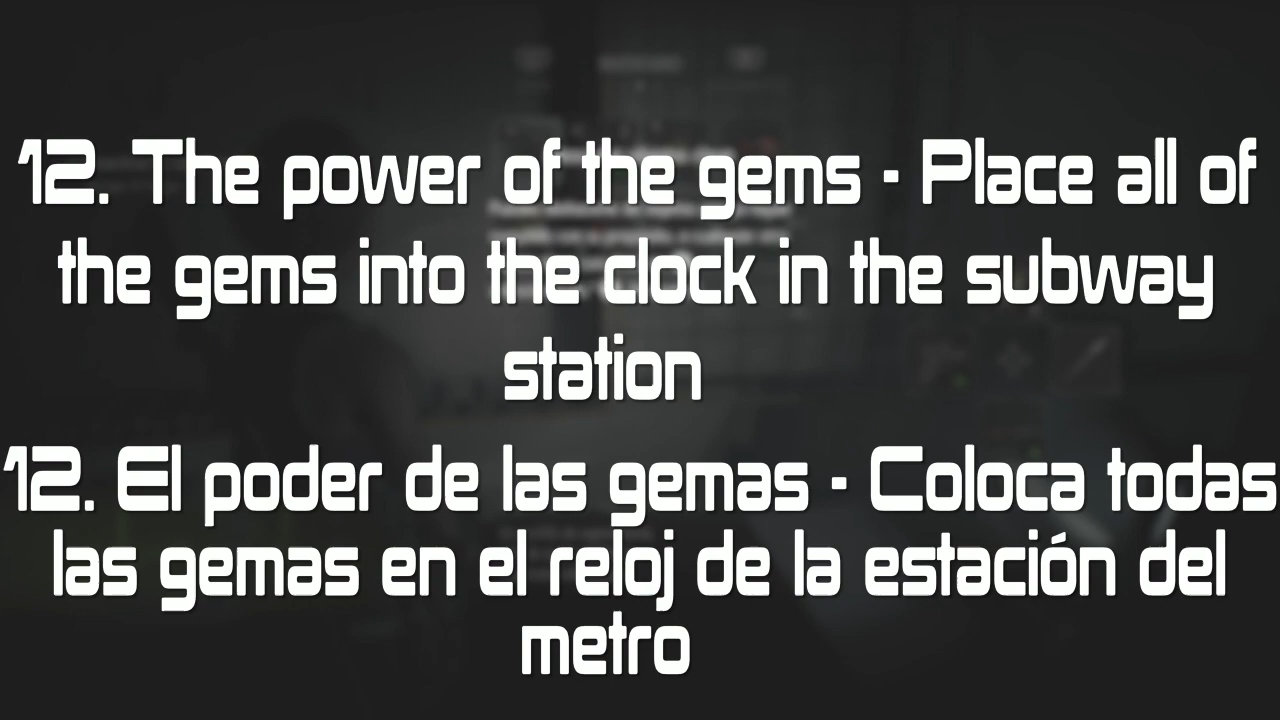 12. The power of the gems - Place all of
the gems into the clock in the subway
station
12. El poder de las gemas - Coloca todas
las gemas en el reloj de la estación del
metro